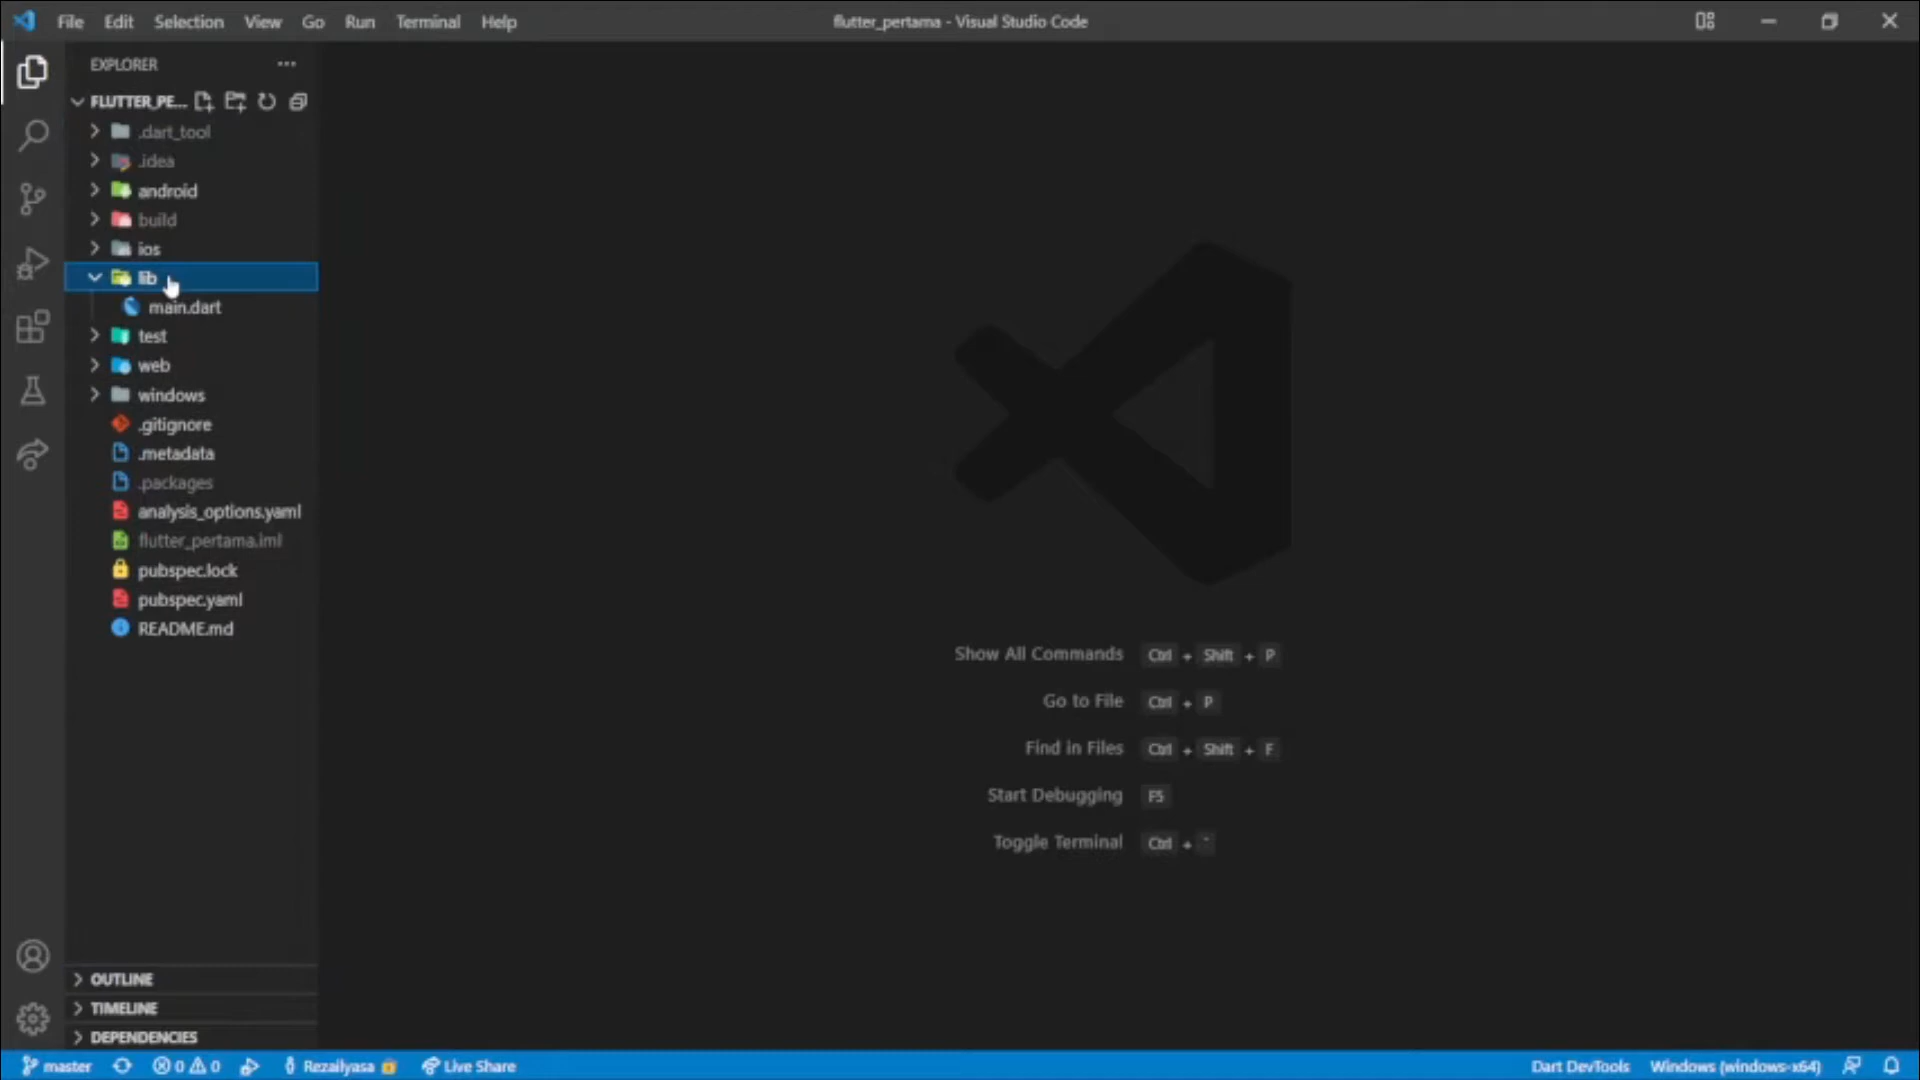 File Edit Selection View Go Run Terminal Help
flutter_pertama - Visual Studio Code
EXPLORER
FLUTTER_PE...
.dart_tool
.idea
android
build
ios
lib
main.dart
test
web
windows
.gitignore
.metadata
.packages
analysis_options.yaml
flutter_pertama.iml
pubspec.lock
pubspec.yaml
README.md
Show All Commands Ctrl + Shift + P
Go to File Ctrl + P
Find in Files Ctrl + Shift + F
Start Debugging F5
Toggle Terminal Ctrl + `
OUTLINE
TIMELINE
DEPENDENCIES
master 0 0 Rezailyasa Live Share Dart DevTools Windows (windows-x64)